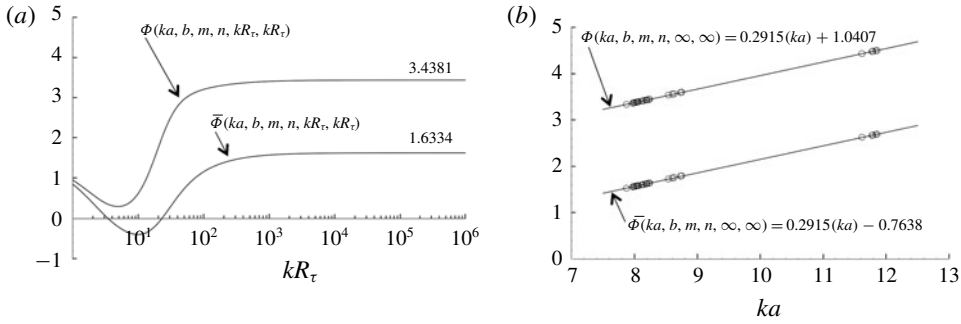 (a)
5
4
3
2
1
0
−1
Φ(ka, b, m, n, kRτ, kRτ)
3.4381
Φ̅(ka, b, m, n, kRτ, kRτ)
1.6334
10¹ 10² 10³ 10⁴ 10⁵ 10⁶
kRτ
(b)
5
4
3
2
1
0
Φ(ka, b, m, n, ∞, ∞) = 0.2915(ka) + 1.0407
Φ̅(ka, b, m, n, ∞, ∞) = 0.2915(ka) − 0.7638
7 8 9 10 11 12 13
ka